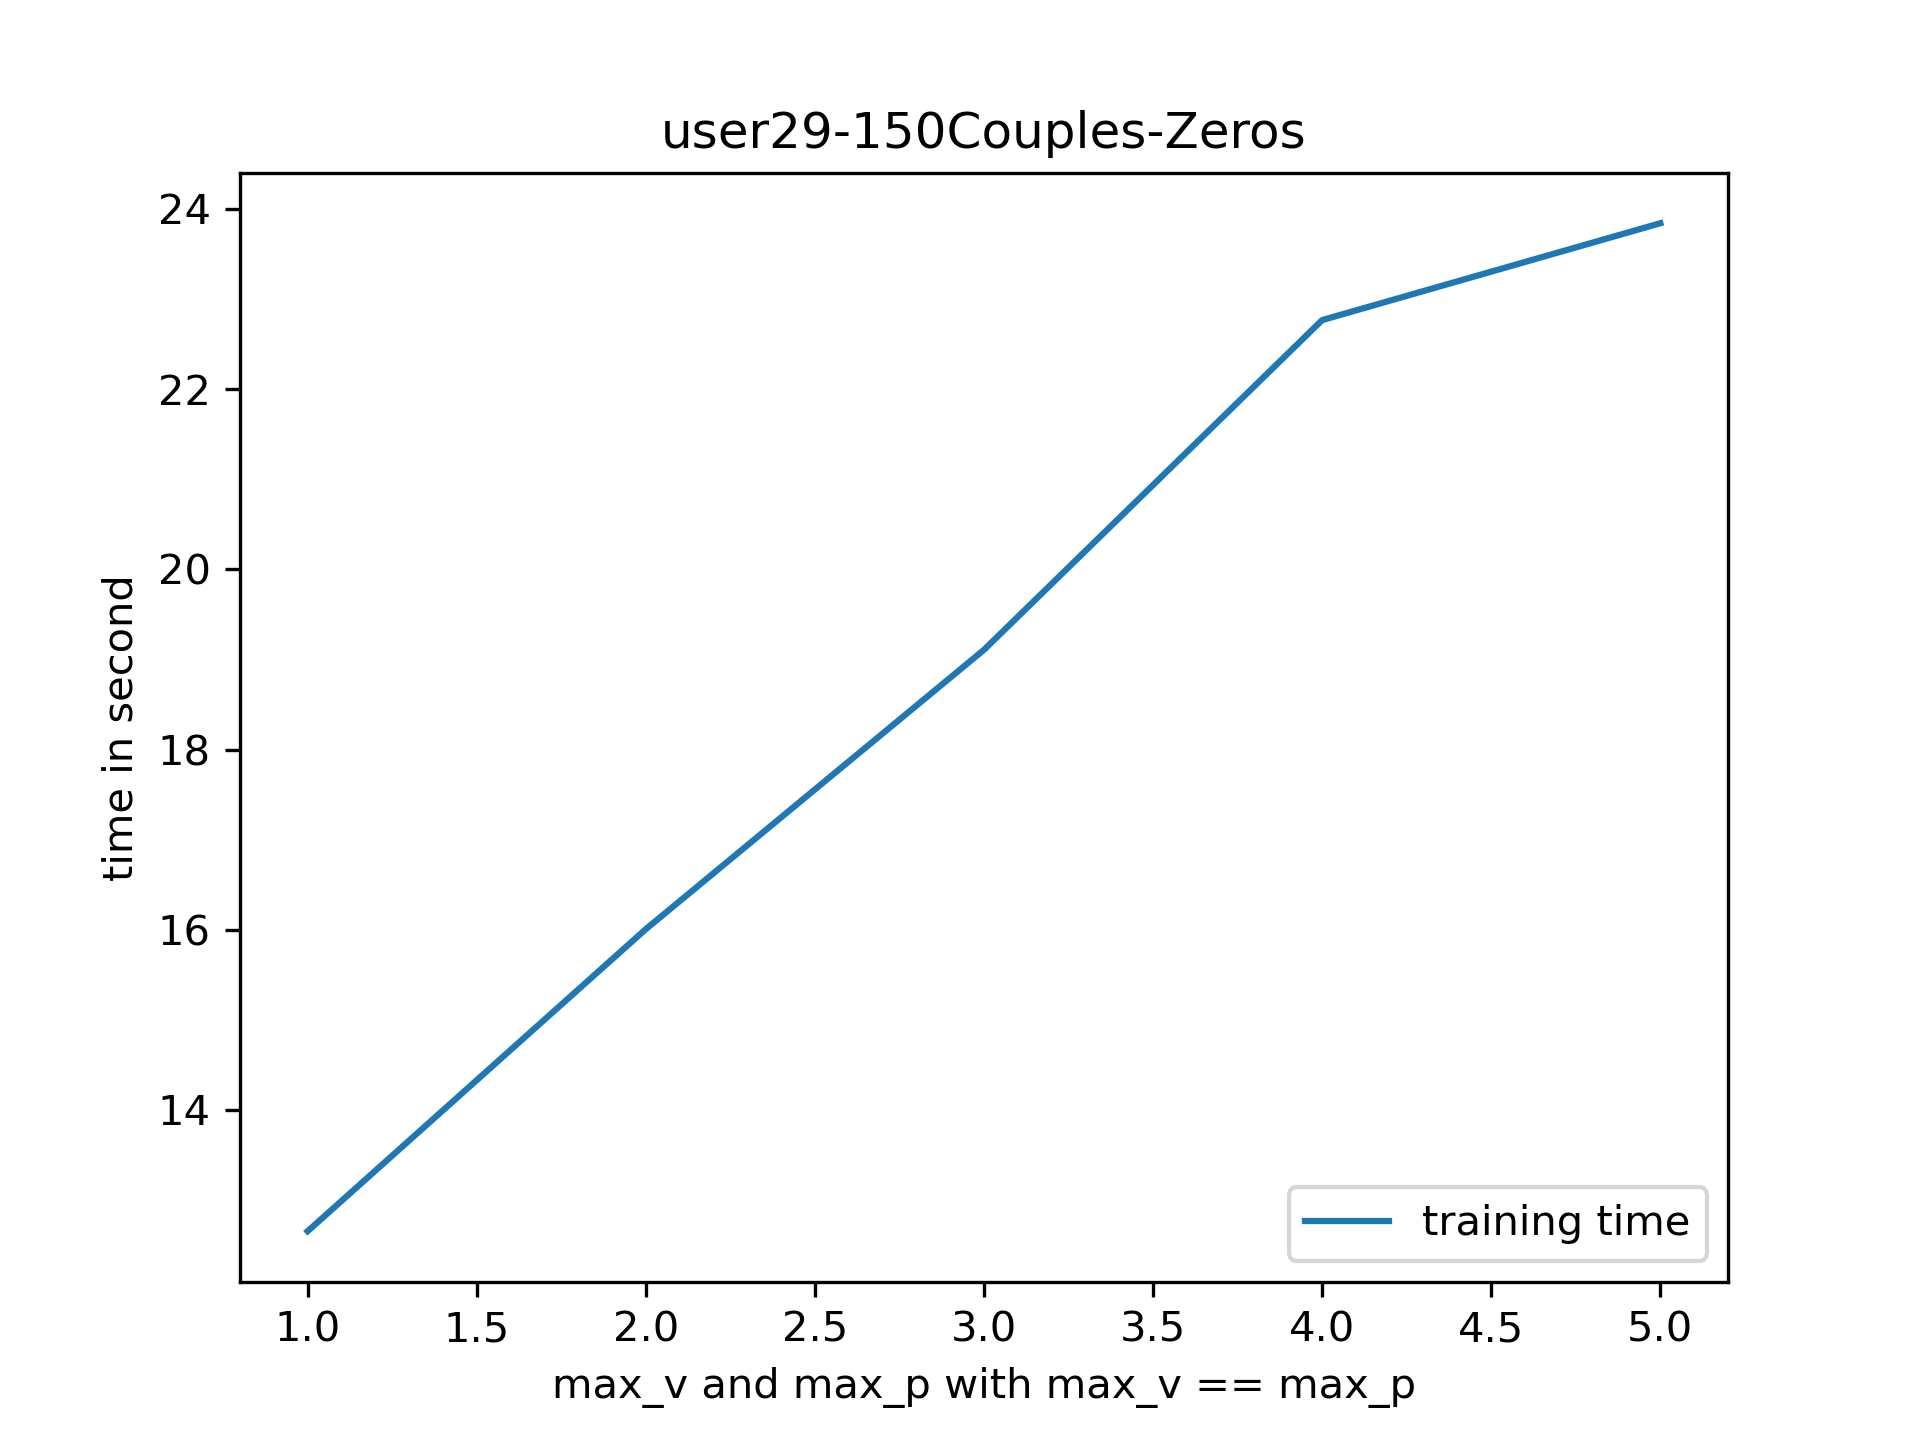 user29-150Couples-Zeros
24
22
20
18
16
14
time in second
training time
1.0 1.5 2.0 2.5 3.0 3.5 4.0 4.5 5.0
max_v and max_p with max_v == max_p